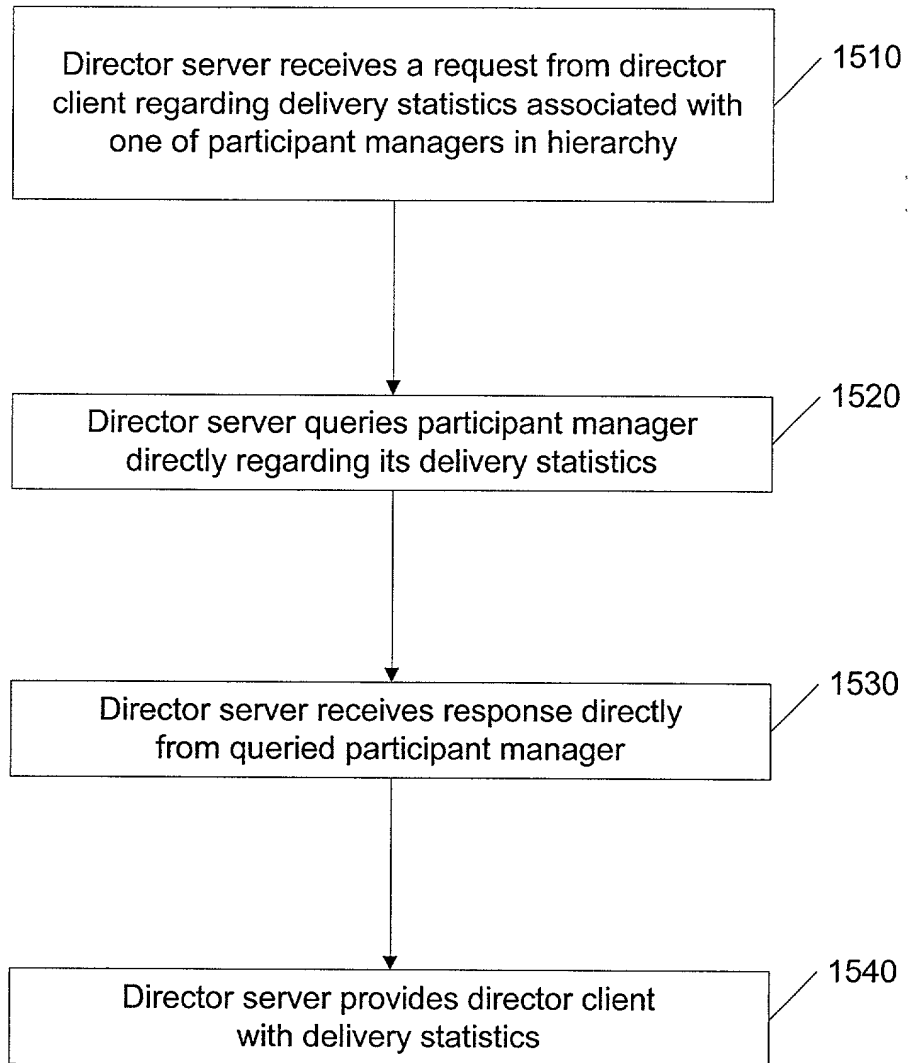 Director server receives a request from director
client regarding delivery statistics associated with
one of participant managers in hierarchy
1510
Director server queries participant manager
directly regarding its delivery statistics
1520
Director server receives response directly
from queried participant manager
1530
Director server provides director client
with delivery statistics
1540